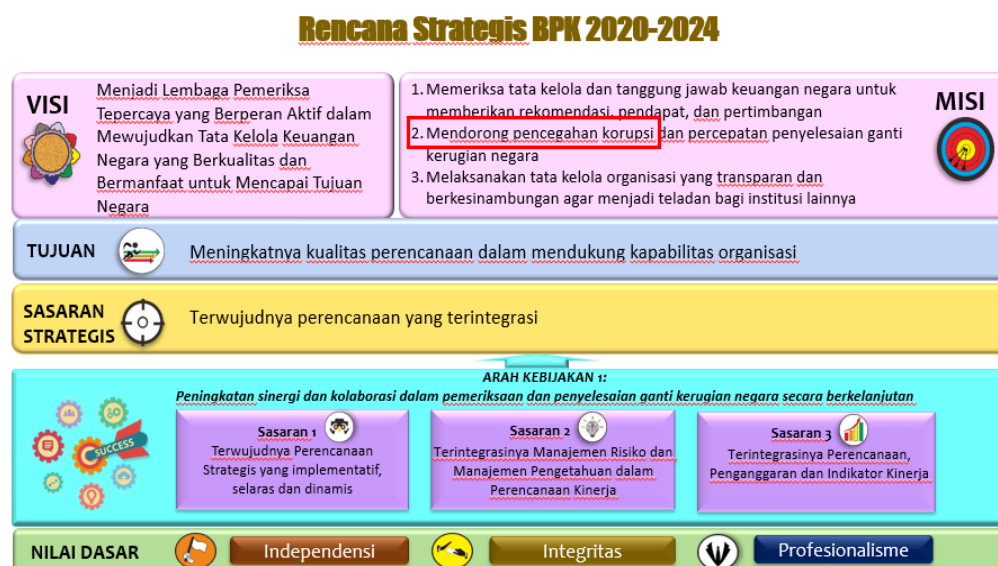 Rencana Strategis BPK 2020-2024
VISI
Menjadi Lembaga Pemeriksa
Tepercaya yang Berperan Aktif dalam
Mewujudkan Tata Kelola Keuangan
Negara yang Berkualitas dan
Bermanfaat untuk Mencapai Tujuan
Negara
1. Memeriksa tata kelola dan tanggung jawab keuangan negara untuk
memberikan rekomendasi, pendapat, dan pertimbangan
2. Mendorong pencegahan korupsi dan percepatan penyelesaian ganti
kerugian negara
3. Melaksanakan tata kelola organisasi yang transparan dan
berkesinambungan agar menjadi teladan bagi institusi lainnya
MISI
TUJUAN
Meningkatnya kualitas perencanaan dalam mendukung kapabilitas organisasi
SASARAN
STRATEGIS
Terwujudnya perencanaan yang terintegrasi
ARAH KEBIJAKAN 1:
Peningkatan sinergi dan kolaborasi dalam pemeriksaan dan penyelesaian ganti kerugian negara secara berkelanjutan
SUCCESS
Sasaran 1
Terwujudnya Perencanaan
Strategis yang implementatif,
selaras dan dinamis
Sasaran 2
Terintegrasinya Manajemen Risiko dan
Manajemen Pengetahuan dalam
Perencanaan Kinerja
Sasaran 3
Terintegrasinya Perencanaan,
Penganggaran dan Indikator Kinerja
NILAI DASAR
Independensi
Integritas
Profesionalisme